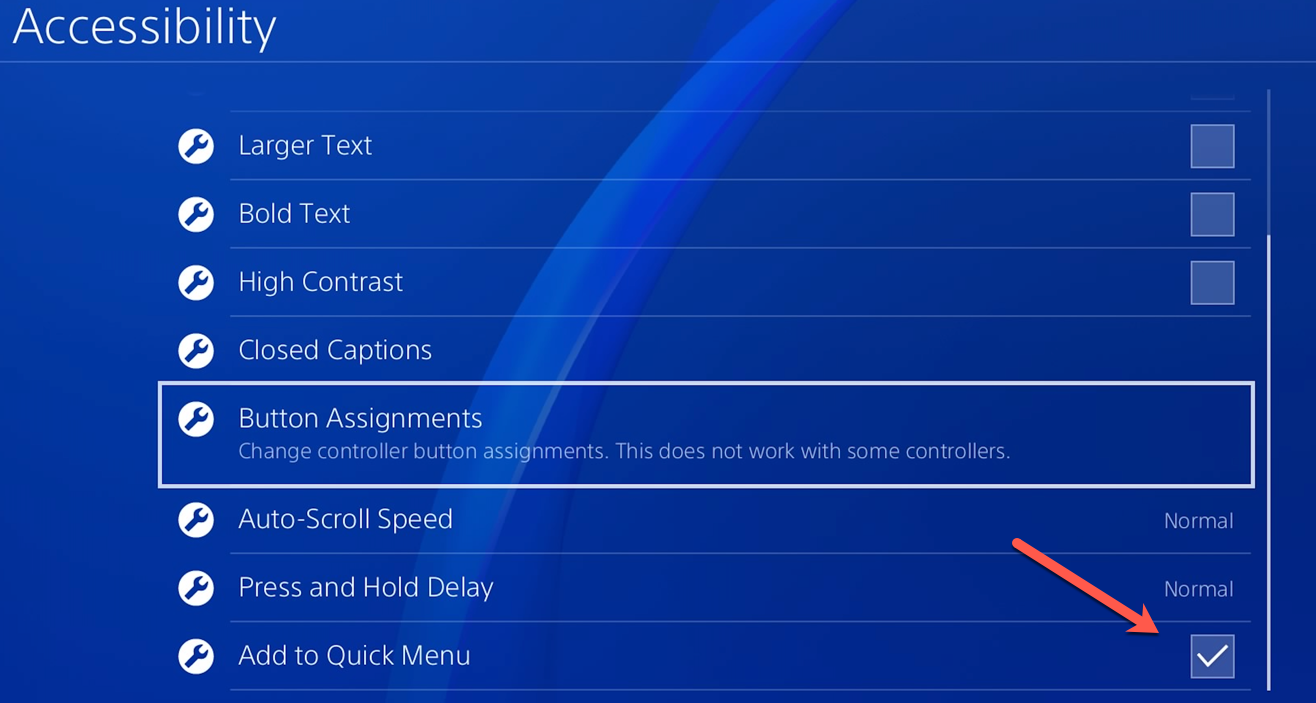 Accessibility
Larger Text
Bold Text
High Contrast
Closed Captions
Button Assignments
Change controller button assignments. This does not work with some controllers.
Auto-Scroll Speed
Normal
Press and Hold Delay
Normal
Add to Quick Menu